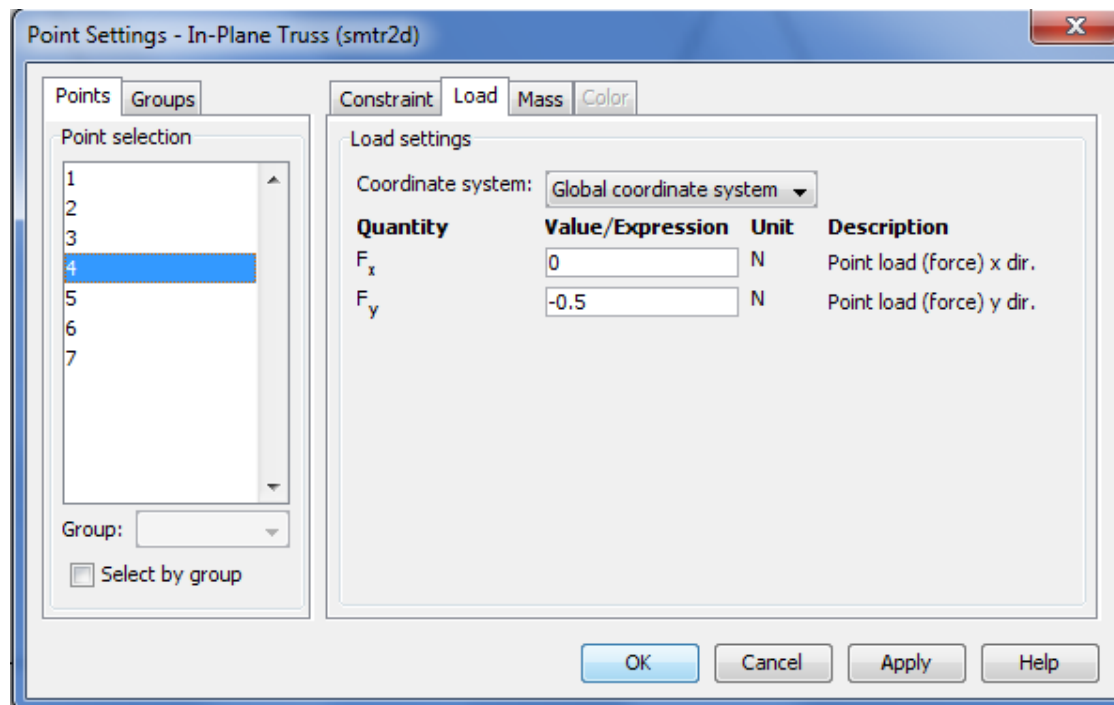 Point Settings - In-Plane Truss (smtr2d)
X
Points Groups
Constraint Load Mass Color
Point selection
1
2
3
4
5
6
7
Group:
Select by group
Load settings
Coordinate system: Global coordinate system
Quantity Value/Expression Unit Description
Fx 0 N Point load (force) x dir.
Fy -0.5 N Point load (force) y dir.
OK Cancel Apply Help